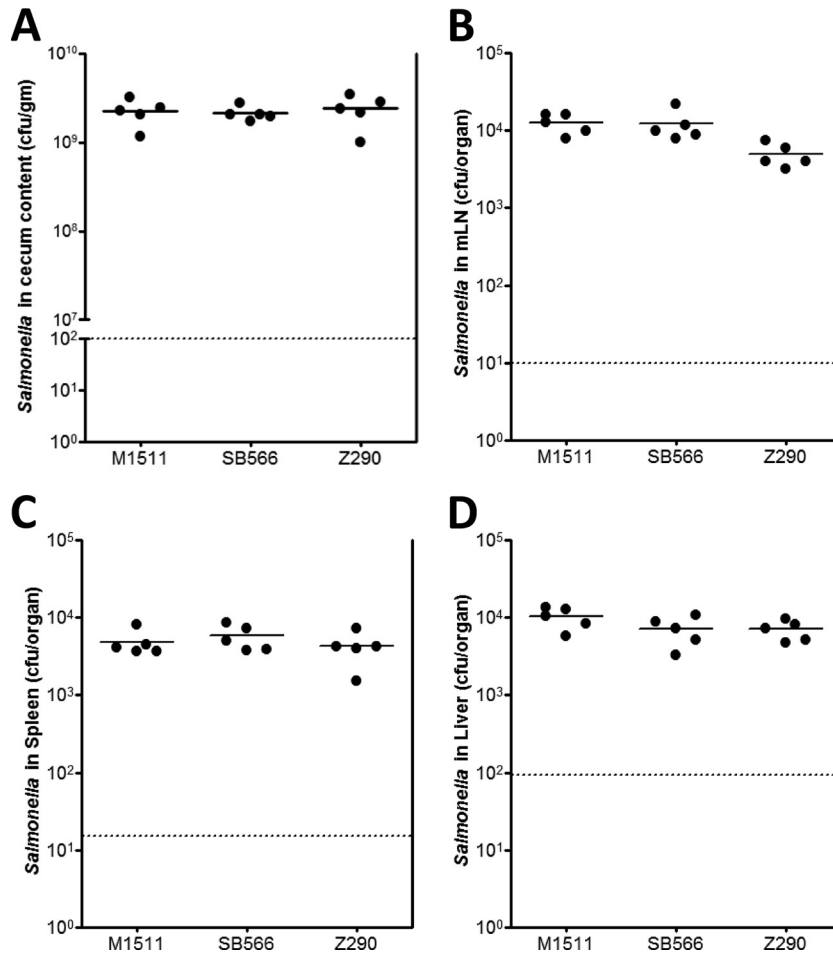 A
Salmonella in cecum content (cfu/gm)
10^10
10^9
10^8
10^7
10^2
10^1
10^0
M1511 SB566 Z290
B
Salmonella in mLN (cfu/organ)
10^5
10^4
10^3
10^2
10^1
10^0
M1511 SB566 Z290
C
Salmonella in Spleen (cfu/organ)
10^5
10^4
10^3
10^2
10^1
10^0
M1511 SB566 Z290
D
Salmonella in Liver (cfu/organ)
10^5
10^4
10^3
10^2
10^1
10^0
M1511 SB566 Z290